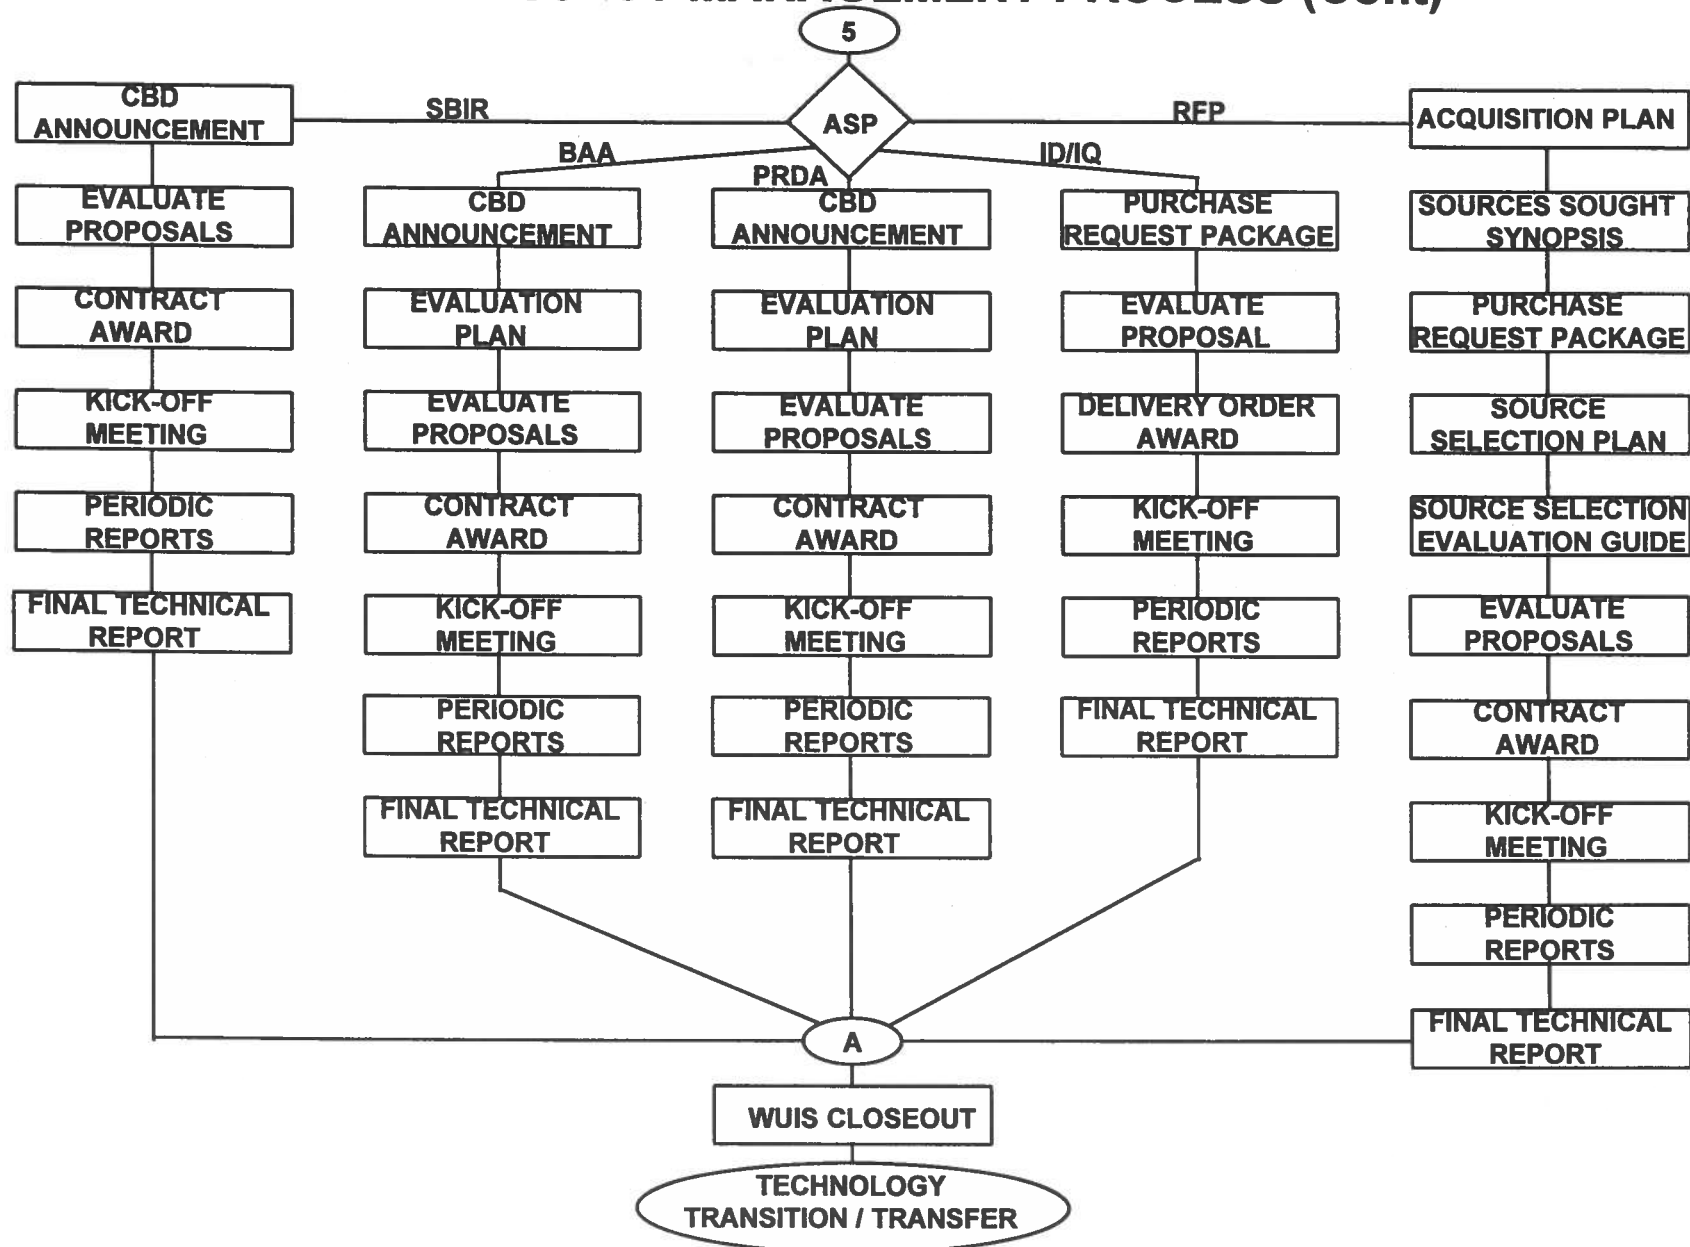 MANAGEMENT PROCESS (Cont)
5
ASP
SBIR
RFP
BAA
PRDA
ID/IQ
CBD
ANNOUNCEMENT
EVALUATE
PROPOSALS
CONTRACT
AWARD
KICK-OFF
MEETING
PERIODIC
REPORTS
FINAL TECHNICAL
REPORT
CBD
ANNOUNCEMENT
EVALUATION
PLAN
EVALUATE
PROPOSALS
CONTRACT
AWARD
KICK-OFF
MEETING
PERIODIC
REPORTS
FINAL TECHNICAL
REPORT
CBD
ANNOUNCEMENT
EVALUATION
PLAN
EVALUATE
PROPOSALS
CONTRACT
AWARD
KICK-OFF
MEETING
PERIODIC
REPORTS
FINAL TECHNICAL
REPORT
PURCHASE
REQUEST PACKAGE
EVALUATE
PROPOSAL
DELIVERY ORDER
AWARD
KICK-OFF
MEETING
PERIODIC
REPORTS
FINAL TECHNICAL
REPORT
ACQUISITION PLAN
SOURCES SOUGHT
SYNOPSIS
PURCHASE
REQUEST PACKAGE
SOURCE
SELECTION PLAN
SOURCE SELECTION
EVALUATION GUIDE
EVALUATE
PROPOSALS
CONTRACT
AWARD
KICK-OFF
MEETING
PERIODIC
REPORTS
FINAL TECHNICAL
REPORT
A
WUIS CLOSEOUT
TECHNOLOGY
TRANSITION / TRANSFER